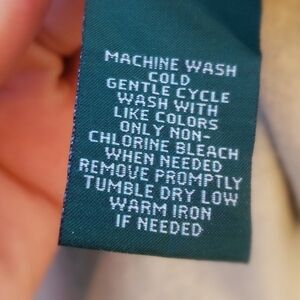 MACHINE WASH
COLD
GENTLE CYCLE
WASH WITH
LIKE COLORS
ONLY NON-
CHLORINE BLEACH
WHEN NEEDED
REMOVE PROMPTLY
TUMBLE DRY LOW
WARM IRON
IF NEEDED